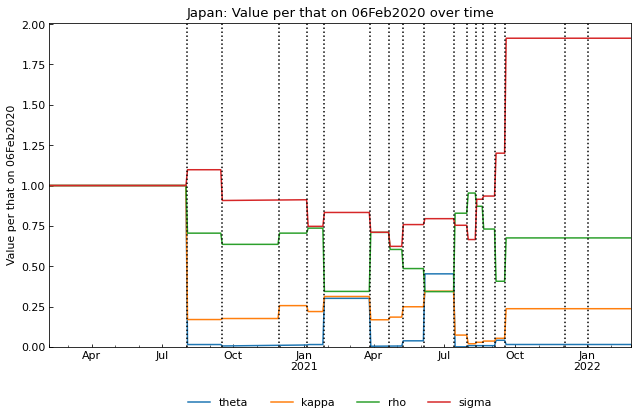 Japan: Value per that on 06Feb2020 over time
Value per that on 06Feb2020
2.00
1.75
1.50
1.25
1.00
0.75
0.50
0.25
0.00
Apr Jul Oct Jan Apr Jul Oct Jan
2021 2022
theta kappa rho sigma